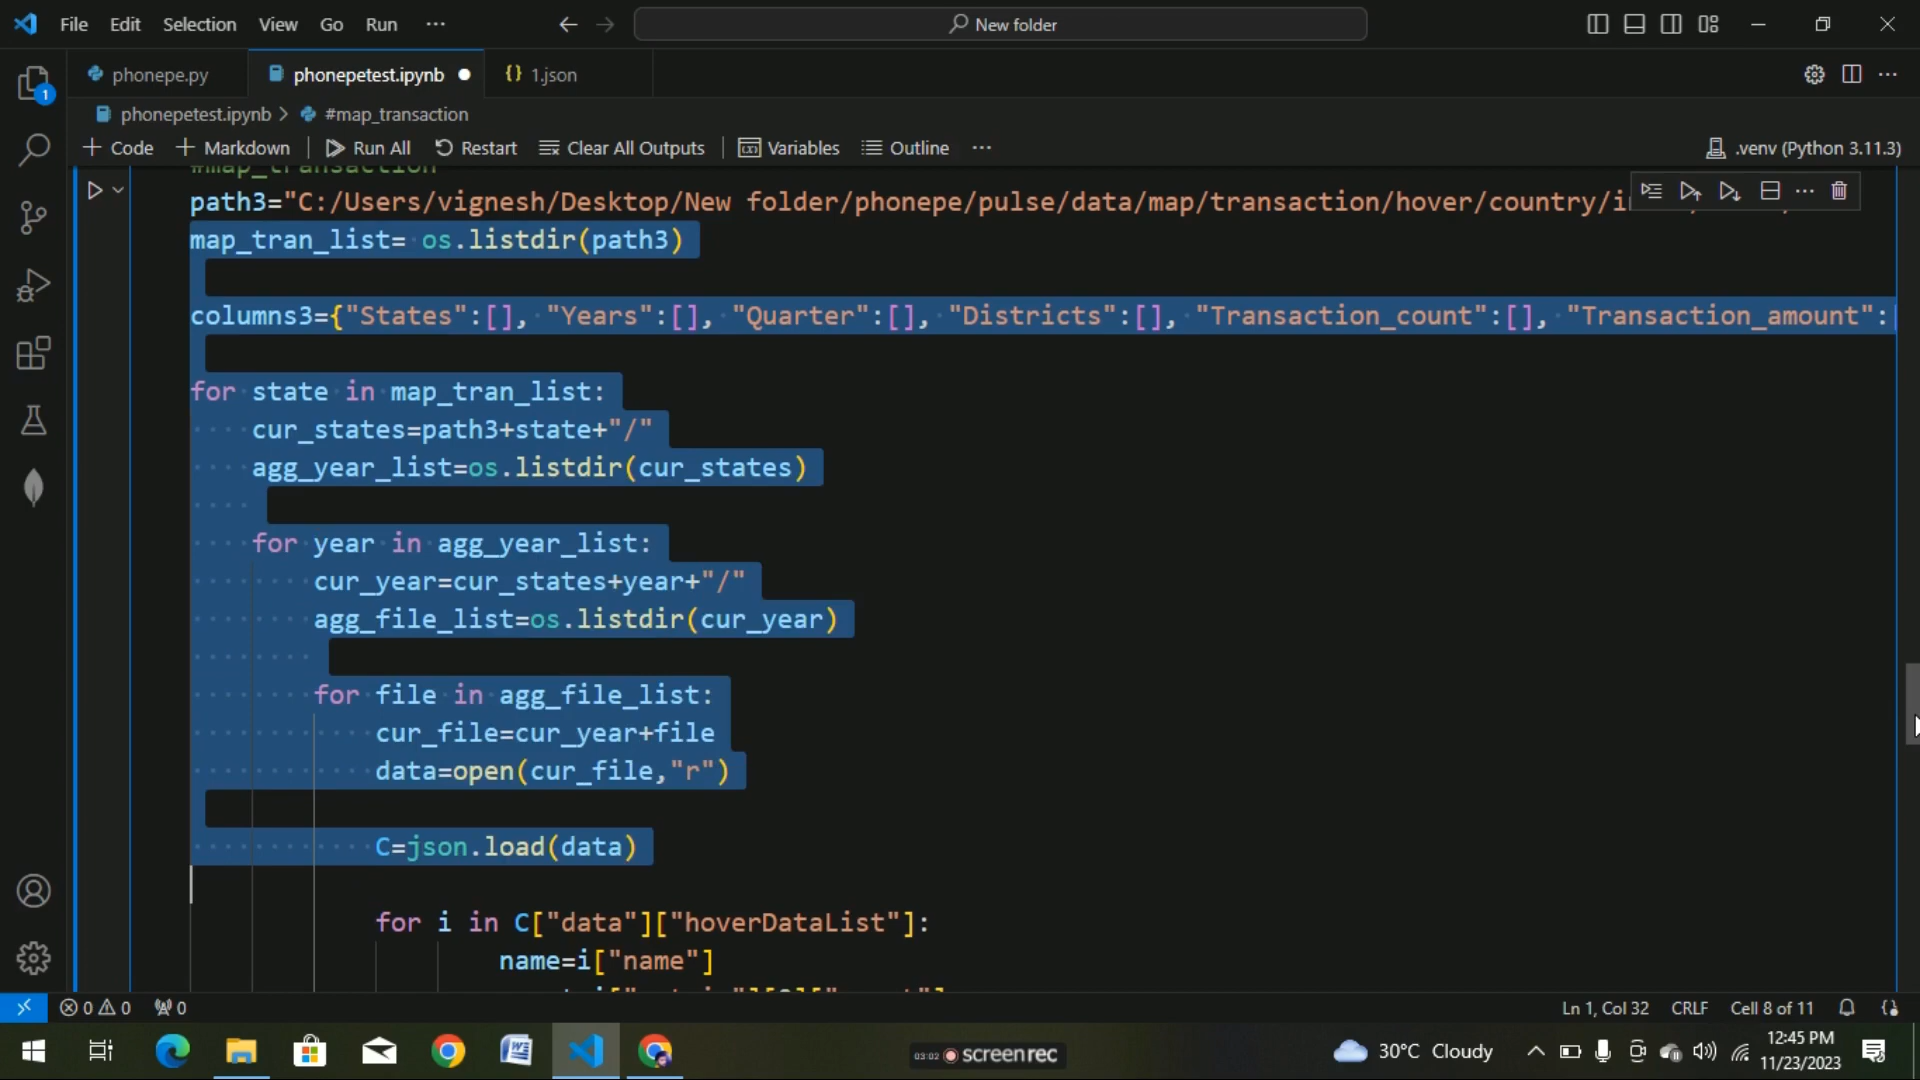 File Edit Selection View Go Run ···
New folder
phonepe.py
phonepetest.ipynb
1.json
phonepetest.ipynb > #map_transaction
+ Code + Markdown Run All Restart Clear All Outputs Variables Outline ···
.venv (Python 3.11.3)
#map_transaction
path3="C:/Users/vignesh/Desktop/New folder/phonepe/pulse/data/map/transaction/hover/country/i
map_tran_list= os.listdir(path3)
columns3={"States":[], "Years":[], "Quarter":[], "Districts":[], "Transaction_count":[], "Transaction_amount":[
for state in map_tran_list:
cur_states=path3+state+"/"
agg_year_list=os.listdir(cur_states)
for year in agg_year_list:
cur_year=cur_states+year+"/"
agg_file_list=os.listdir(cur_year)
for file in agg_file_list:
cur_file=cur_year+file
data=open(cur_file,"r")
C=json.load(data)
for i in C["data"]["hoverDataList"]:
name=i["name"]
1
0 0 0
Ln 1, Col 32 CRLF Cell 8 of 11
03:02 screenrec
30°C Cloudy
12:45 PM
11/23/2023